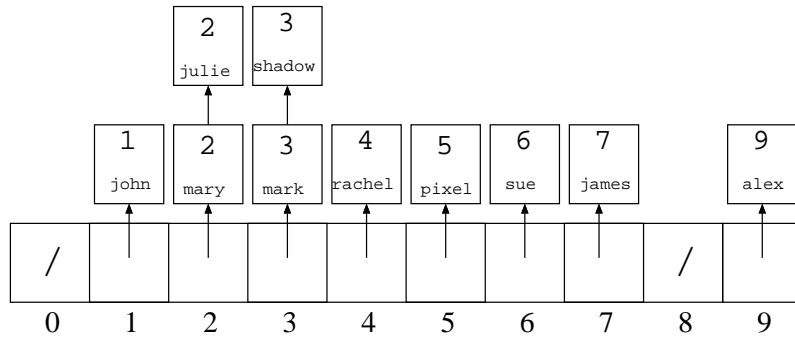 2 3
julie shadow
1 2 3 4 5 6 7 9
john mary mark rachel pixel sue james alex
/ /
0 1 2 3 4 5 6 7 8 9